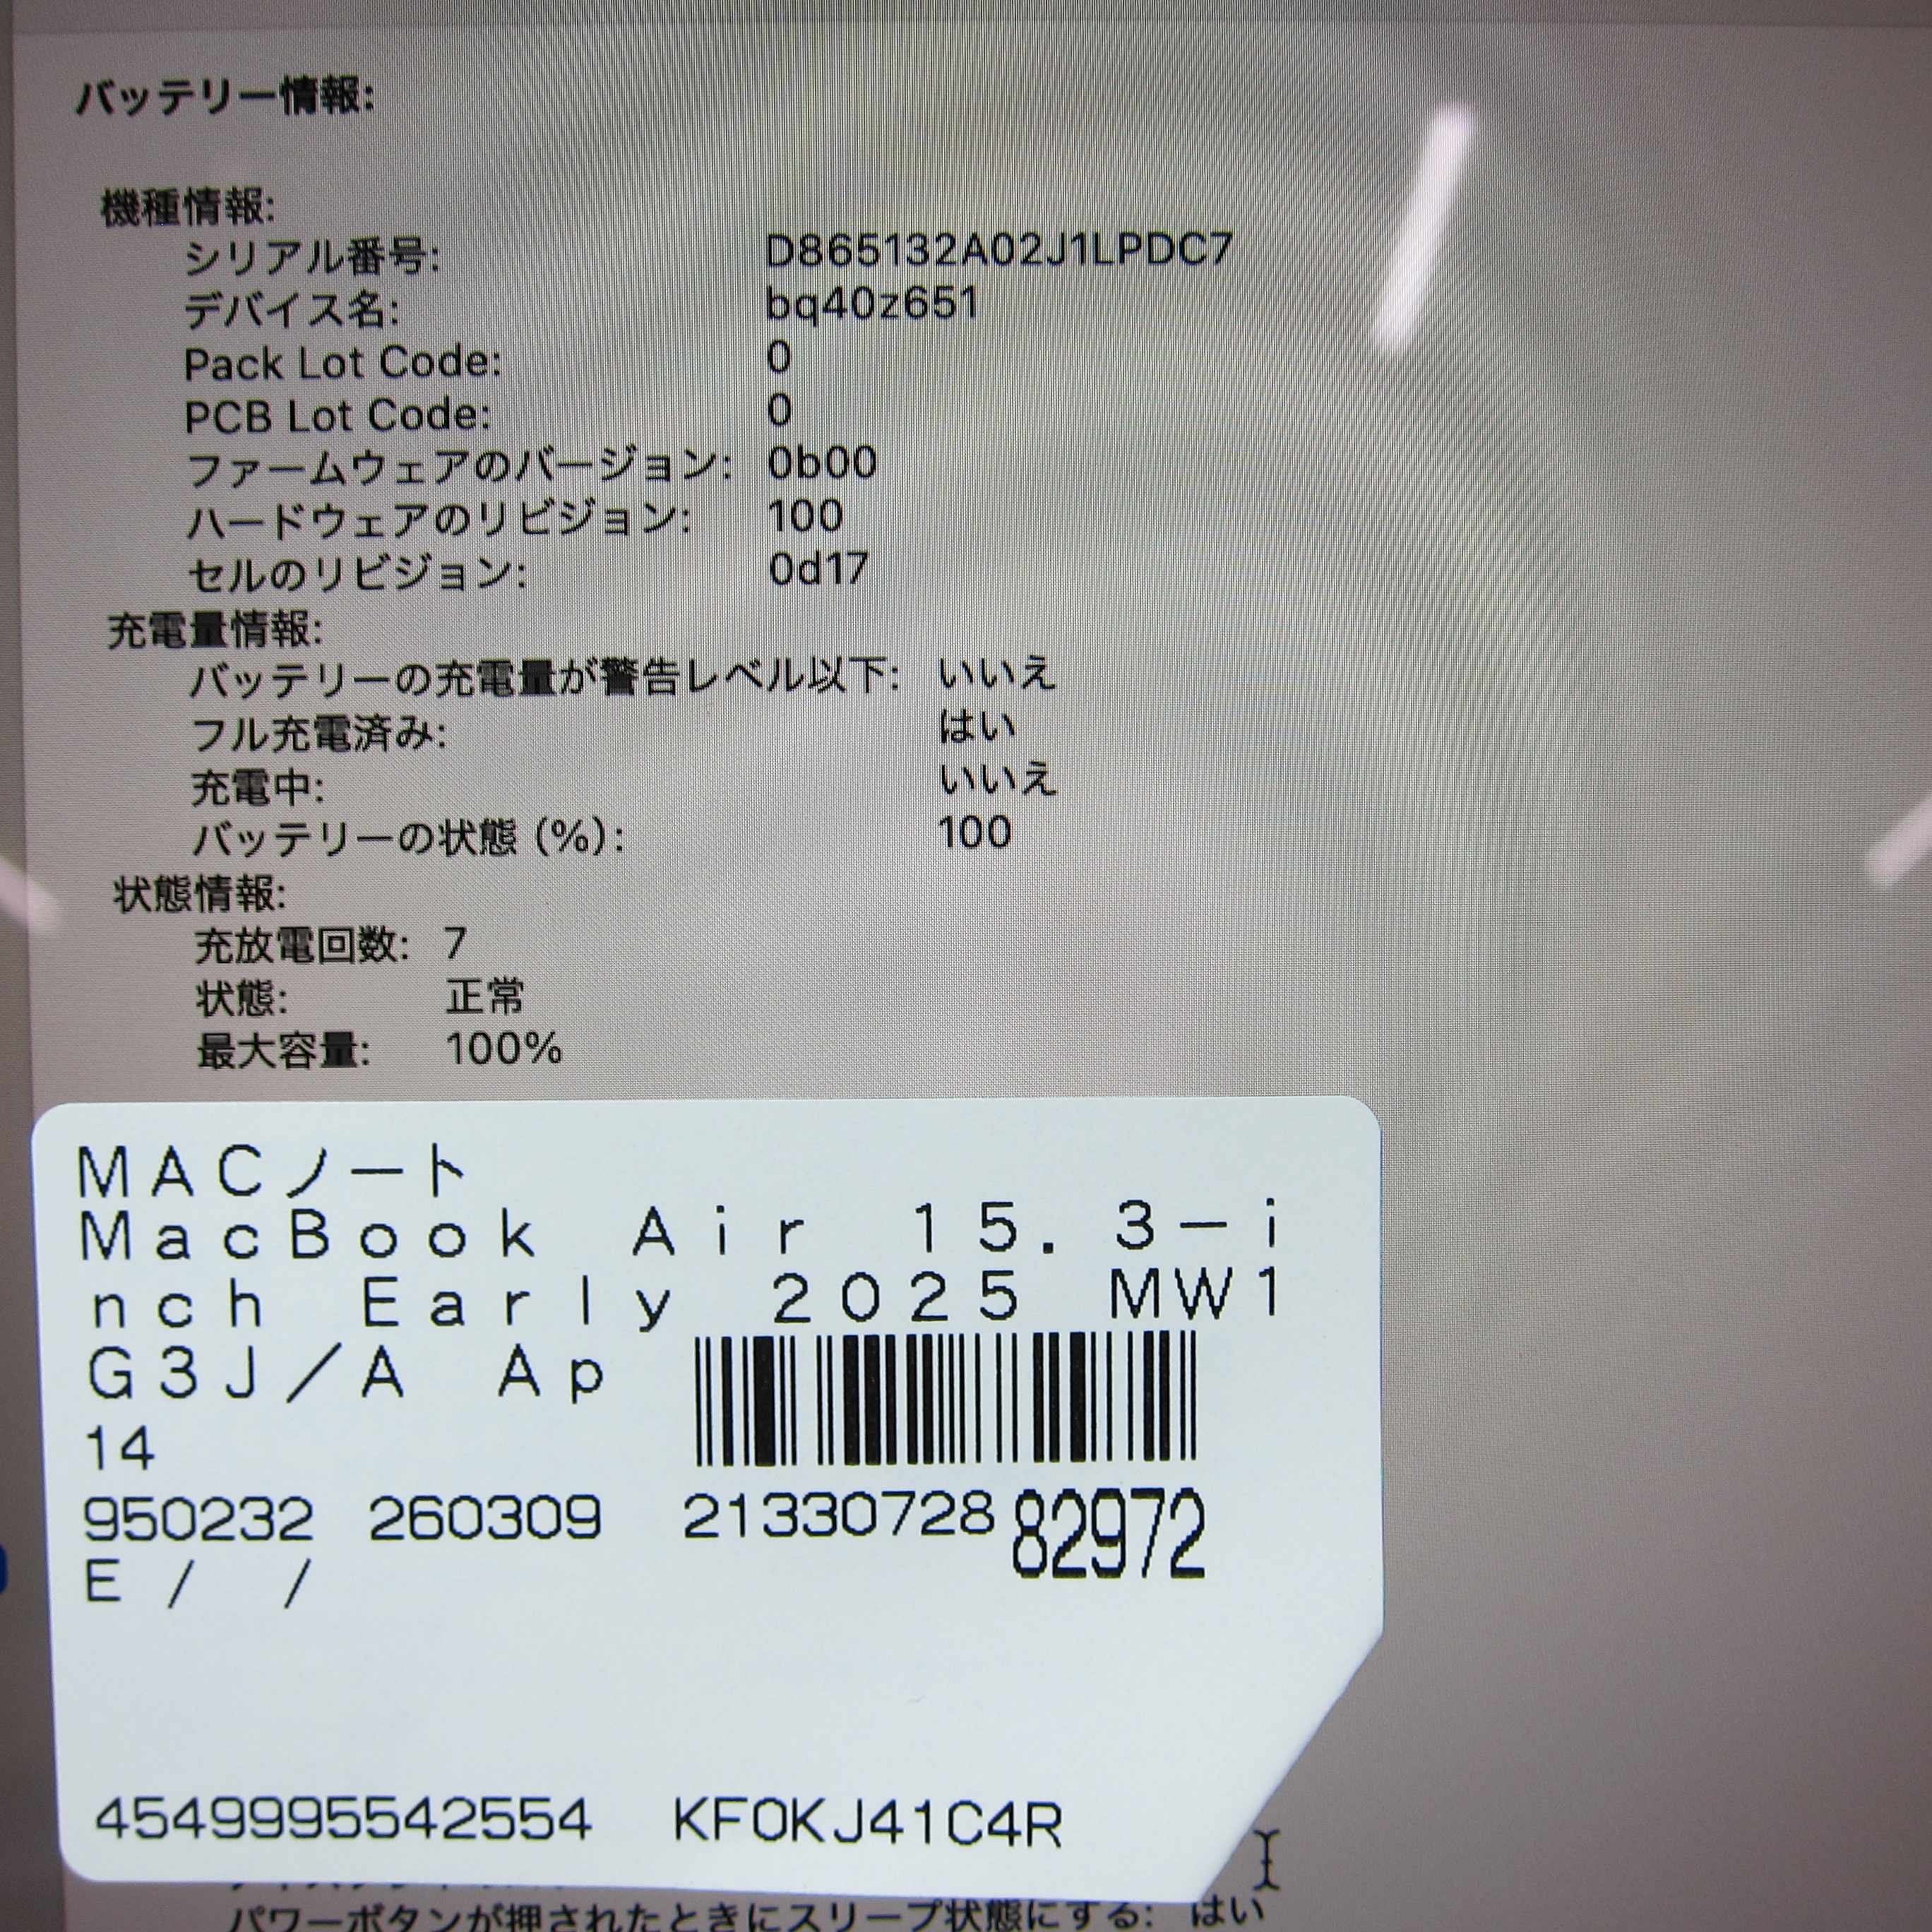 バッテリー情報:
機種情報:
シリアル番号: D865132A02J1LPDC7
デバイス名: bq40z651
Pack Lot Code: 0
PCB Lot Code: 0
ファームウェアのバージョン: 0b00
ハードウェアのリビジョン: 100
セルのリビジョン: 0d17
充電量情報:
バッテリーの充電量が警告レベル以下: いいえ
フル充電済み: はい
充電中: いいえ
バッテリーの状態 (%): 100
状態情報:
充放電回数: 7
状態: 正常
最大容量: 100%
MACノート
MacBook Air 15.3-i
nch Early 2025 MW1
G3J/A Ap
14
950232 260309 21330728 82972
E / /
4549995542554 KF0KJ41C4R
パワーボタンが押されたときにスリープ状態にする: はい